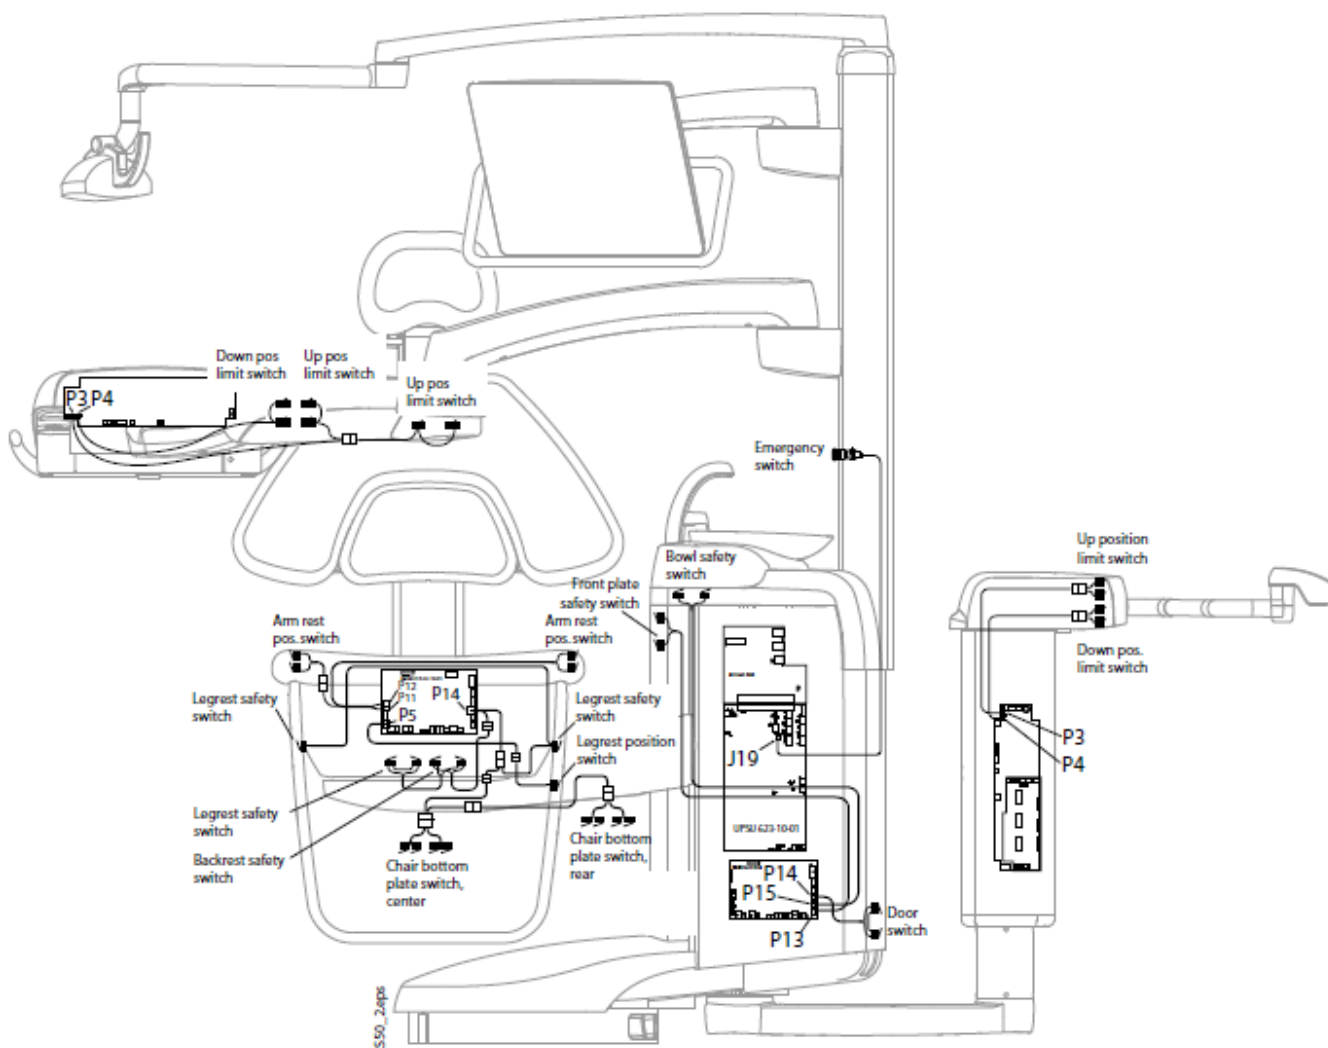 Down pos
limit switch
Up pos
limit switch
Up pos
limit switch
P3 P4
Emergency
switch
Up position
limit switch
Bowl safety
switch
Front plate
safety switch
Arm rest
pos. switch
Arm rest
pos. switch
Down pos.
limit switch
P12
P11
P14
P5
Legrest safety
switch
Legrest safety
switch
Legrest position
switch
J19
P3
P4
Legrest safety
switch
UPSU 623-10-01
Backrest safety
switch
Chair bottom
plate switch,
center
Chair bottom
plate switch,
rear
P14
P15
P13
Door
switch
S50_2.eps